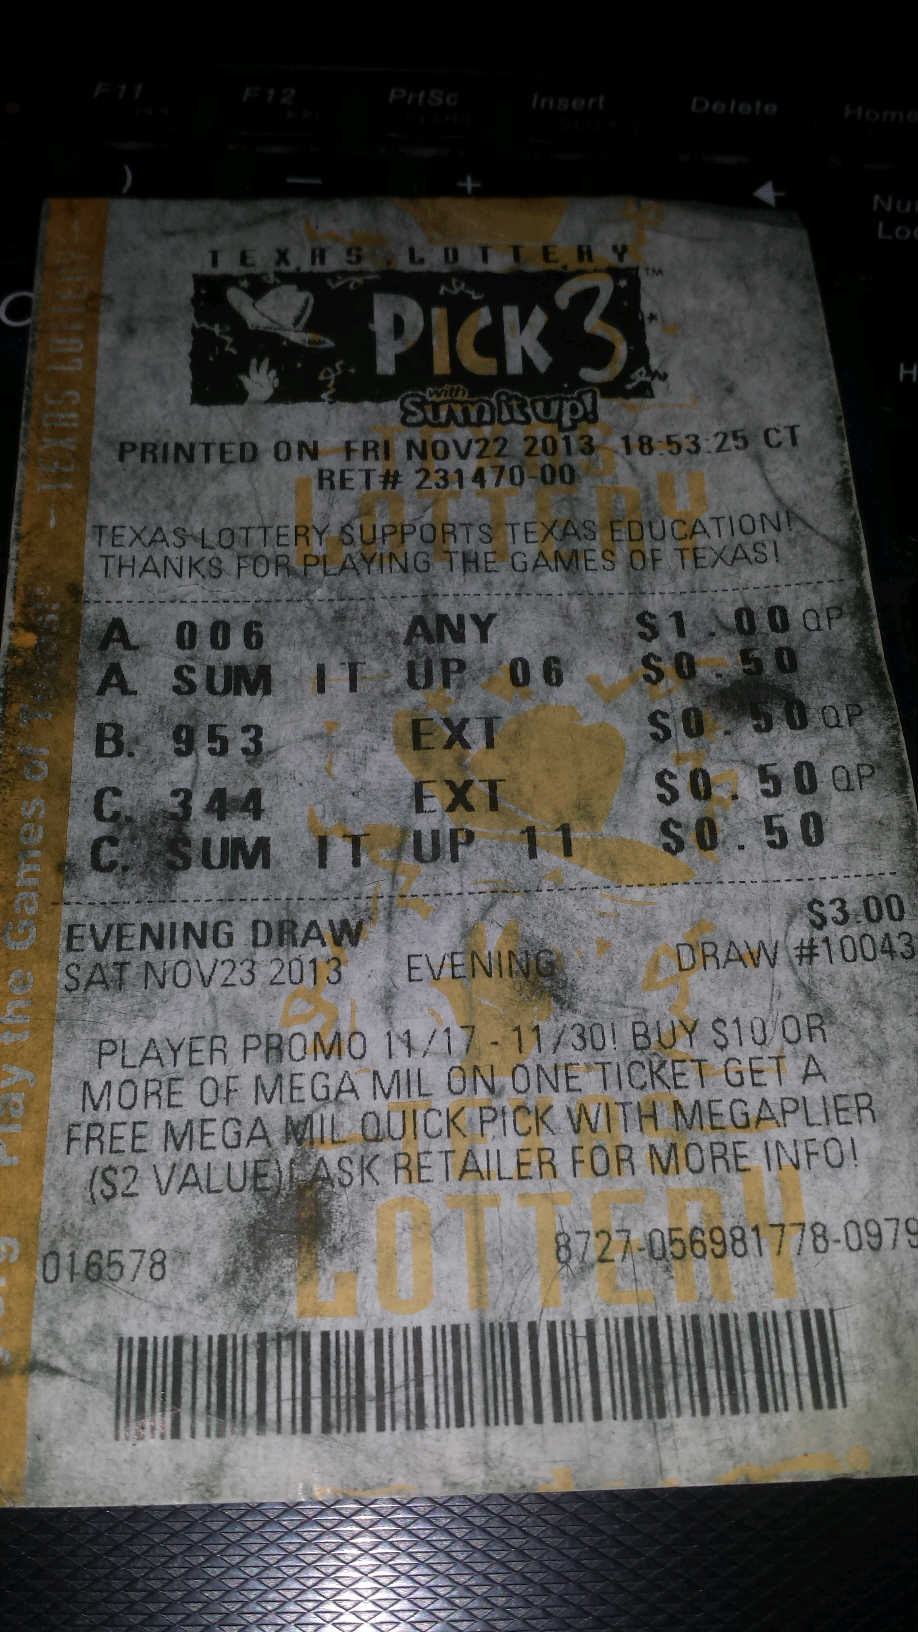 F11 F12 PrtSc Insert Delete Home
) — +
TEXAS LOTTERY
PICK 3 ™
with
Sum it up!
PRINTED ON FRI NOV22 2013 18:53:25 CT
RET# 231470-00
TEXAS LOTTERY SUPPORTS TEXAS EDUCATION!
THANKS FOR PLAYING THE GAMES OF TEXAS!
A. 006 ANY $1.00 QP
A. SUM IT UP 06 $0.50
B. 953 EXT $0.50 QP
C. 344 EXT $0.50 QP
C. SUM IT UP 11 $0.50
$3.00
EVENING DRAW
SAT NOV23 2013 EVENING DRAW #10043
PLAYER PROMO 11/17 - 11/30! BUY $10 OR
MORE OF MEGA MIL ON ONE TICKET GET A
FREE MEGA MIL QUICK PICK WITH MEGAPLIER
($2 VALUE)! ASK RETAILER FOR MORE INFO!
016578 8727-056981778-0979
TEXAS
LOTTERY
Play the Games of Texas! - TEXAS LOTTERY -